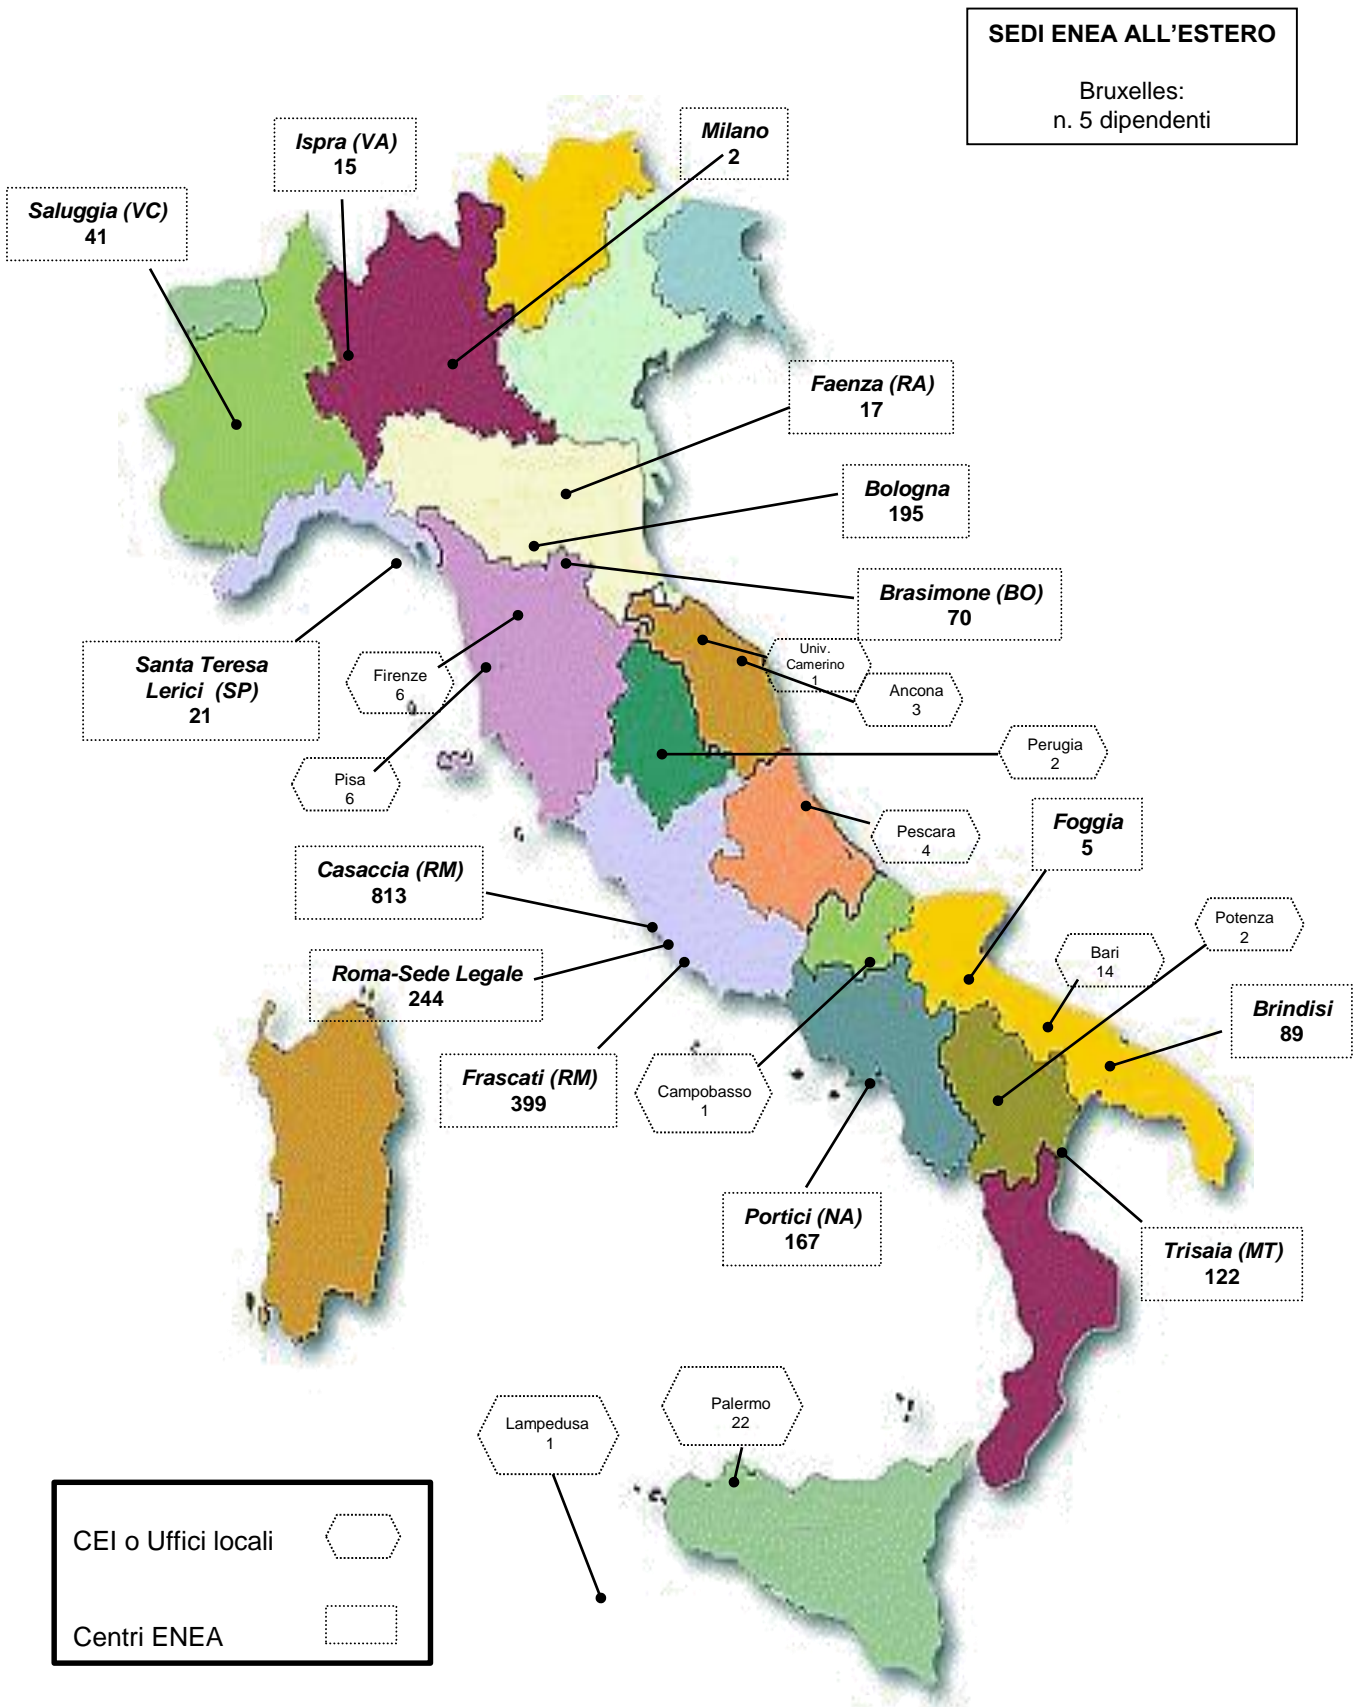 SEDI ENEA ALL'ESTERO
Bruxelles:
n. 5 dipendenti
Ispra (VA)
15
Milano
2
Saluggia (VC)
41
Faenza (RA)
17
Bologna
195
Brasimone (BO)
70
Santa Teresa
Lerici (SP)
21
Firenze
6
Univ.
Camerino
1
Ancona
3
Pisa
6
Perugia
2
Pescara
4
Foggia
5
Casaccia (RM)
813
Potenza
2
Bari
14
Roma-Sede Legale
244
Brindisi
89
Frascati (RM)
399
Campobasso
1
Portici (NA)
167
Trisaia (MT)
122
Palermo
22
Lampedusa
1
CEI o Uffici locali
Centri ENEA